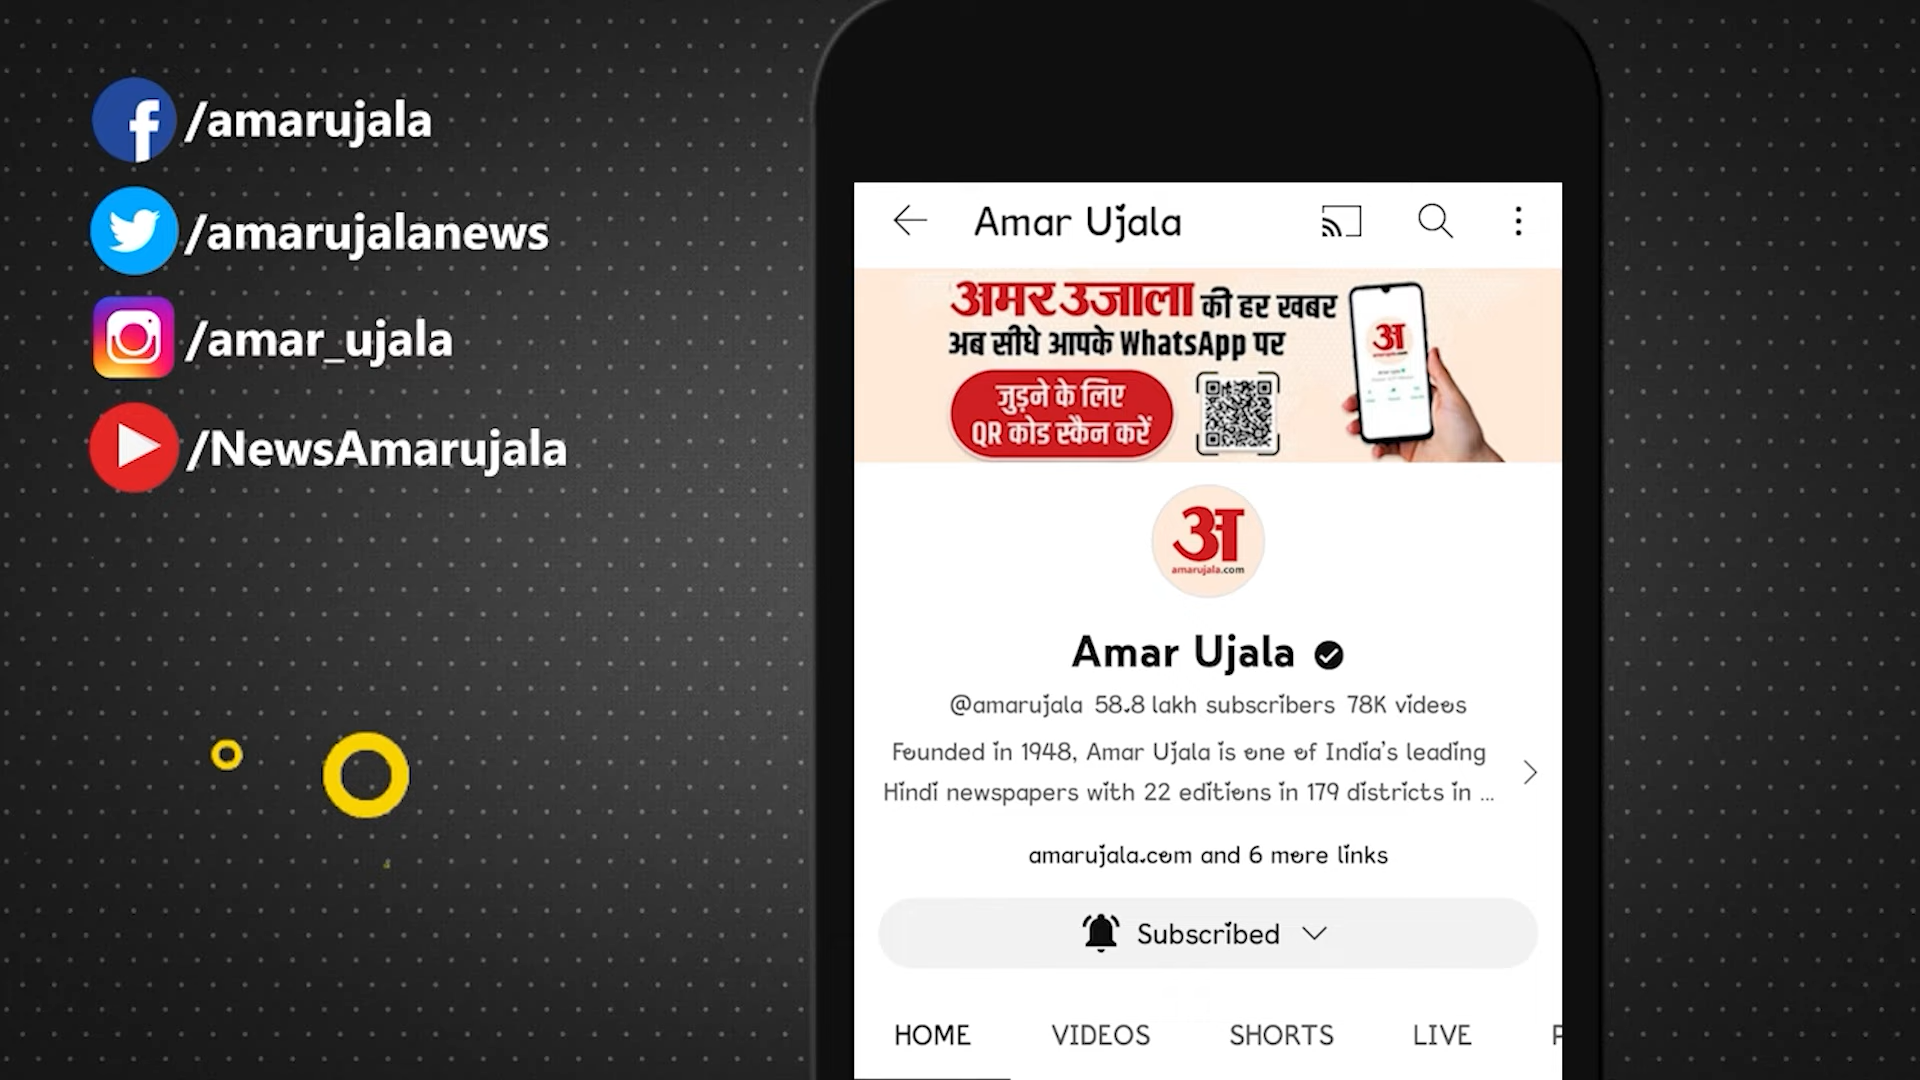 /amarujala
/amarujalanews
/amar_ujala
/NewsAmarujala
Amar Ujala
अमर उजाला की हर खबर
अब सीधे आपके WhatsApp पर
जुड़ने के लिए
QR कोड स्कैन करें
अ
अ
amarujala.com
Amar Ujala
@amarujala 58.8 lakh subscribers 78K videos
Founded in 1948, Amar Ujala is one of India's leading
Hindi newspapers with 22 editions in 179 districts in ...
amarujala.com and 6 more links
Subscribed
HOME VIDEOS SHORTS LIVE P